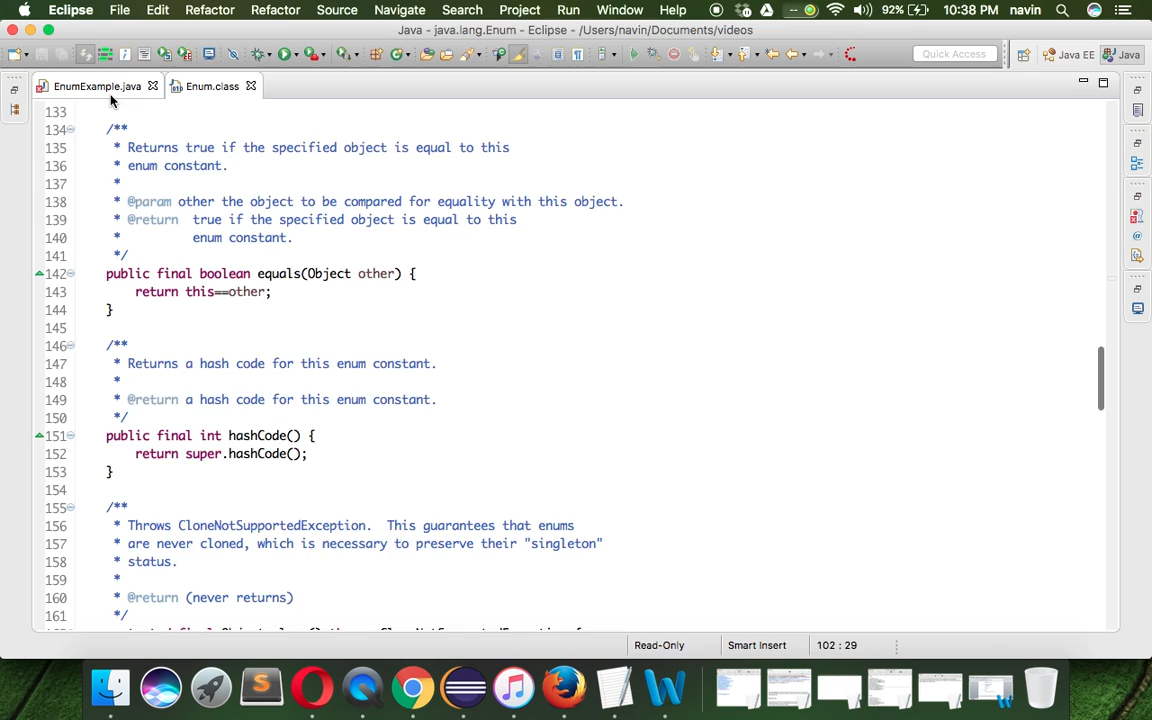 Eclipse File Edit Refactor Refactor Source Navigate Search Project Run Window Help 92% 10:38 PM navin
Java - java.lang.Enum - Eclipse - /Users/navin/Documents/videos
Quick Access Java EE Java
EnumExample.java Enum.class
133
134 /**
135 * Returns true if the specified object is equal to this
136 * enum constant.
137 *
138 * @param other the object to be compared for equality with this object.
139 * @return true if the specified object is equal to this
140 * enum constant.
141 */
142 public final boolean equals(Object other) {
143 return this==other;
144 }
145
146 /**
147 * Returns a hash code for this enum constant.
148 *
149 * @return a hash code for this enum constant.
150 */
151 public final int hashCode() {
152 return super.hashCode();
153 }
154
155 /**
156 * Throws CloneNotSupportedException. This guarantees that enums
157 * are never cloned, which is necessary to preserve their "singleton"
158 * status.
159 *
160 * @return (never returns)
161 */
Read-Only Smart Insert 102 : 29